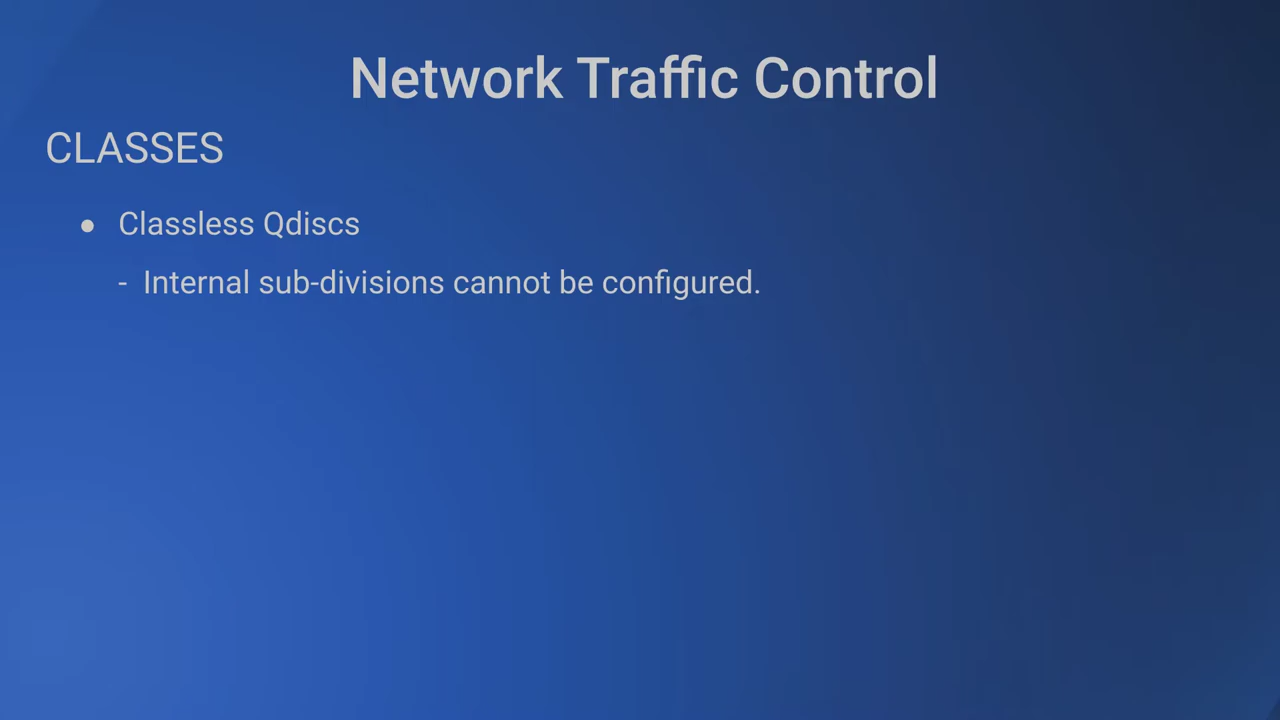 Network Traffic Control
CLASSES
● Classless Qdiscs
- Internal sub-divisions cannot be configured.